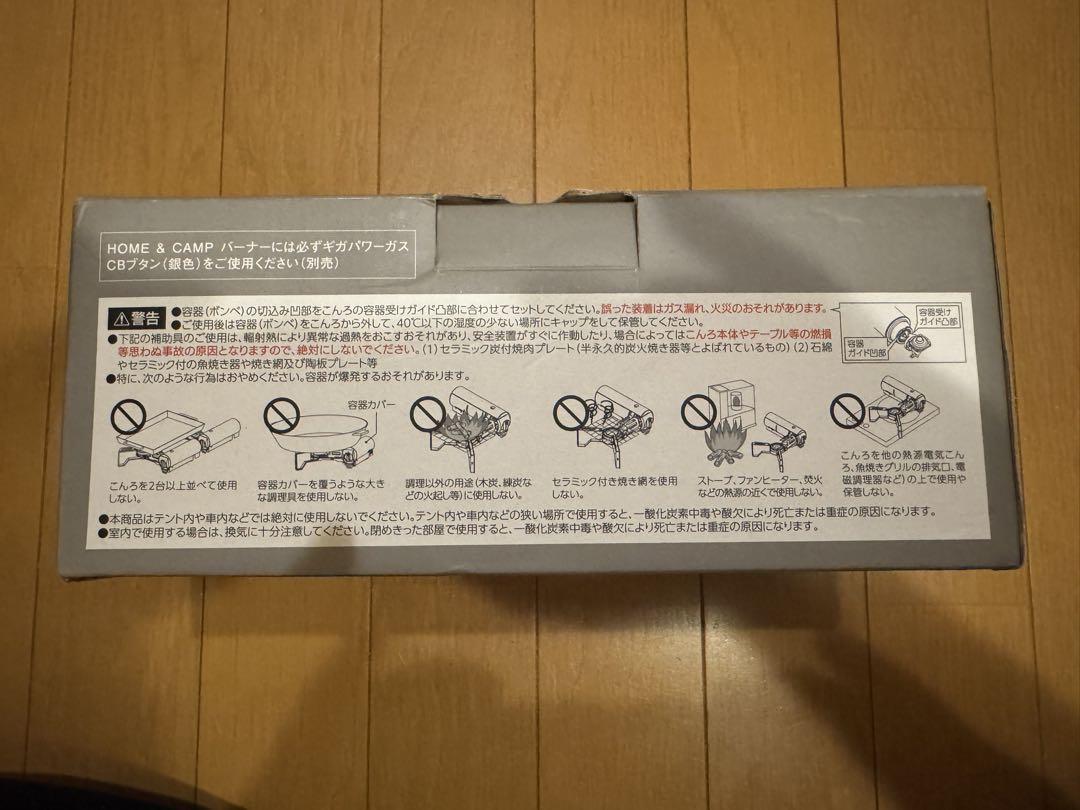 HOME & CAMP バーナーには必ずギガパワーガス
CBブタン(銀色)をご使用ください(別売)
警告
●容器(ボンベ)の切込み凹部をこんろの容器受けガイド凸部に合わせてセットしてください。誤った装着はガス漏れ、火災のおそれがあります。
●ご使用後は容器(ボンベ)をこんろから外して、40℃以下の湿度の少ない場所にキャップをして保管してください。
●下記の補助具のご使用は、輻射熱により異常な過熱をおこすおそれがあり、安全装置がすぐに作動したり、場合によってはこんろ本体やテーブル等の燃損
等思わぬ事故の原因となりますので、絶対にしないでください。(1)セラミック炭付焼肉プレート(半永久的炭火焼き器等とよばれているもの)(2)石綿
やセラミック付の魚焼き器や焼き網及び陶板プレート等
●特に、次のような行為はおやめください。容器が爆発するおそれがあります。
容器受け
ガイド凸部
容器
ガイド凹部
容器カバー
こんろを2台以上並べて使用
しない。
容器カバーを覆うような大き
な調理具を使用しない。
調理以外の用途(木炭、練炭な
どの火起し等)に使用しない。
セラミック付き焼き網を使用
しない。
ストーブ、ファンヒーター、焚火
などの熱源の近くで使用しない。
こんろを他の熱源電気こん
ろ、魚焼きグリルの排気口、電
磁調理器など)の上で使用や
保管しない。
●本商品はテント内や車内などでは絶対に使用しないでください。テント内や車内などの狭い場所で使用すると、一酸化炭素中毒や酸欠により死亡または重症の原因になります。
●室内で使用する場合は、換気に十分注意してください。閉めきった部屋で使用すると、一酸化炭素中毒や酸欠により死亡または重症の原因になります。